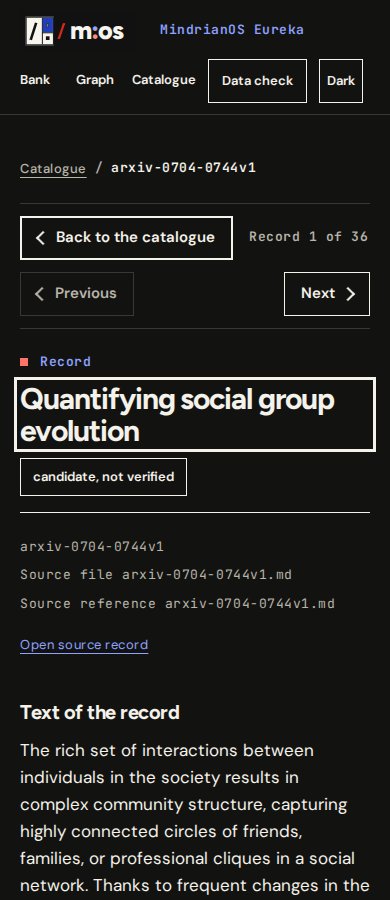 / m:os MindrianOS Eureka
Bank Graph Catalogue Data check Dark
Catalogue / arxiv-0704-0744v1
Back to the catalogue Record 1 of 36
Previous Next
Record
Quantifying social group
evolution
candidate, not verified
arxiv-0704-0744v1
Source file arxiv-0704-0744v1.md
Source reference arxiv-0704-0744v1.md
Open source record
Text of the record
The rich set of interactions between
individuals in the society results in
complex community structure, capturing
highly connected circles of friends,
families, or professional cliques in a social
network. Thanks to frequent changes in the